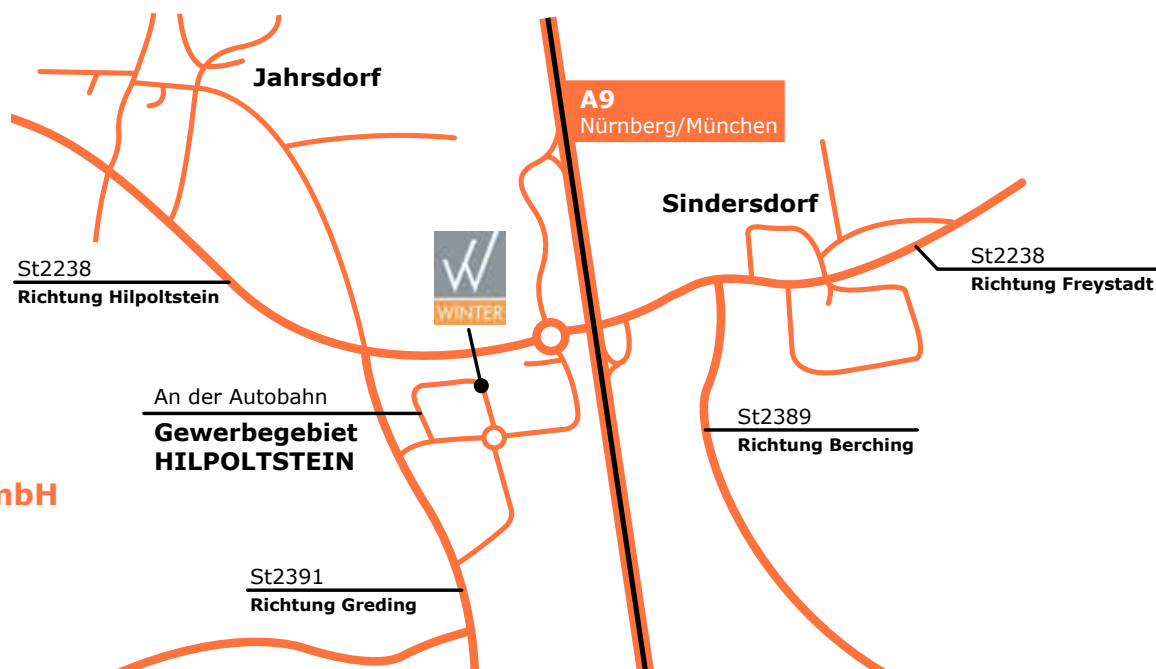 Jahrsdorf
A9
Nürnberg/München
Sindersdorf
St2238
Richtung Hilpoltstein
WINTER
St2238
Richtung Freystadt
An der Autobahn
Gewerbegebiet
HILPOLTSTEIN
St2389
Richtung Berching
mbH
St2391
Richtung Greding